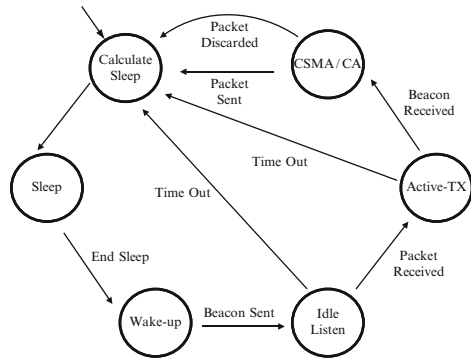 Packet
Discarded
Calculate
Sleep
CSMA/CA
Packet
Sent
Beacon
Received
Time Out
Sleep
Time Out
Active-TX
End Sleep
Packet
Received
Wake-up
Beacon Sent
Idle
Listen